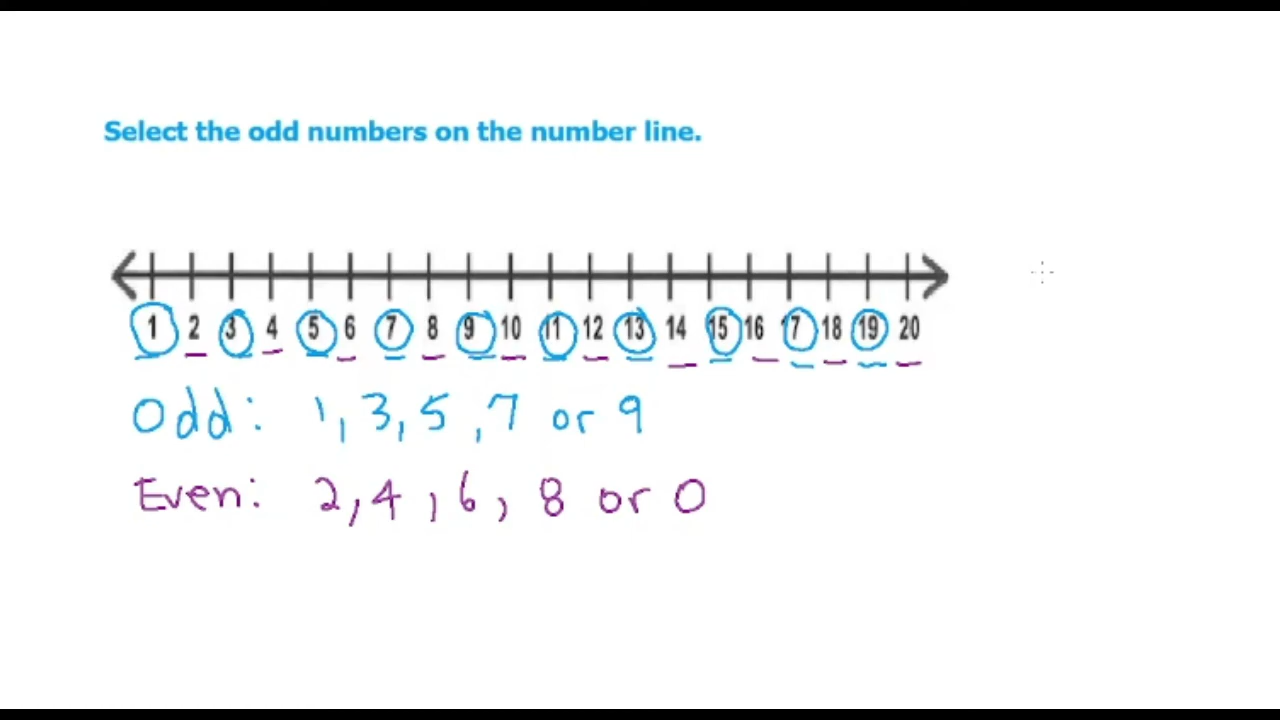 Select the odd numbers on the number line.
1 2 3 4 5 6 7 8 9 10 11 12 13 14 15 16 17 18 19 20
Odd: 1, 3, 5, 7 or 9
Even: 2, 4, 6, 8 or 0